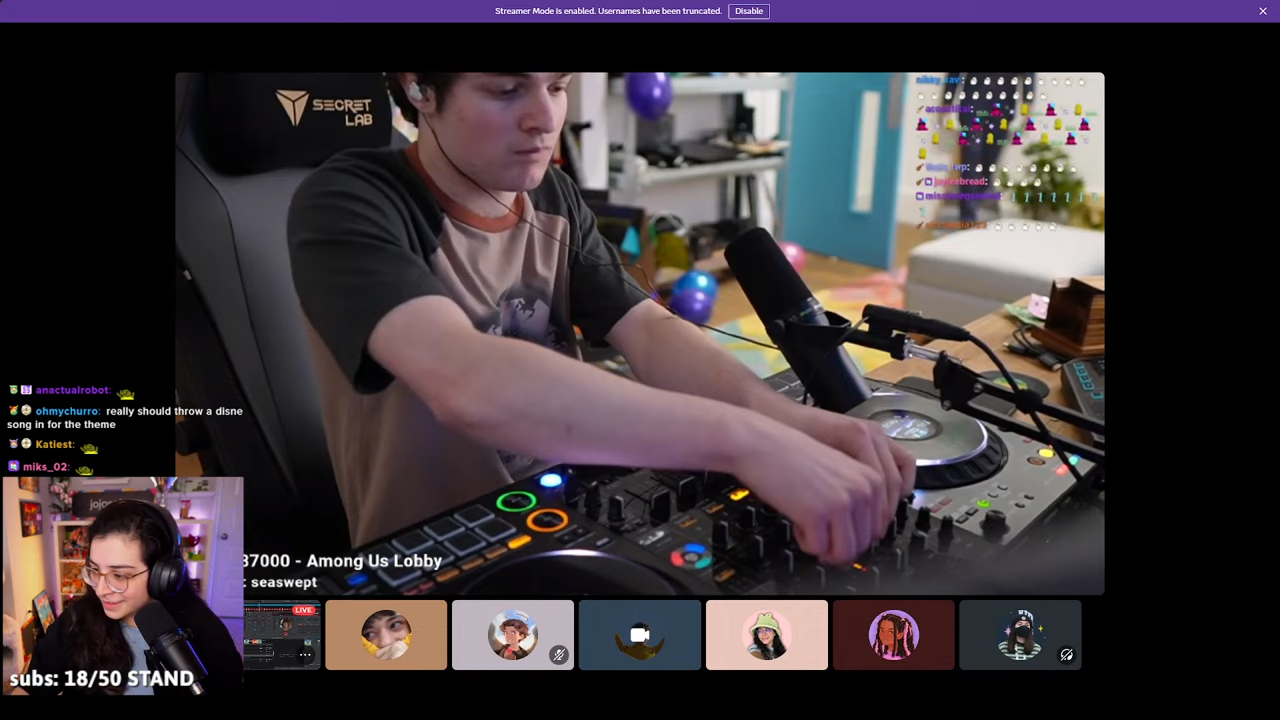 Streamer Mode is enabled. Usernames have been truncated. Disable
SECRET
LAB
anactualrobot:
ohmychurro: really should throw a disne
song in for the theme
Katiest:
miks_02:
37000 - Among Us Lobby
: seaswept
LIVE
subs: 18/50 STAND